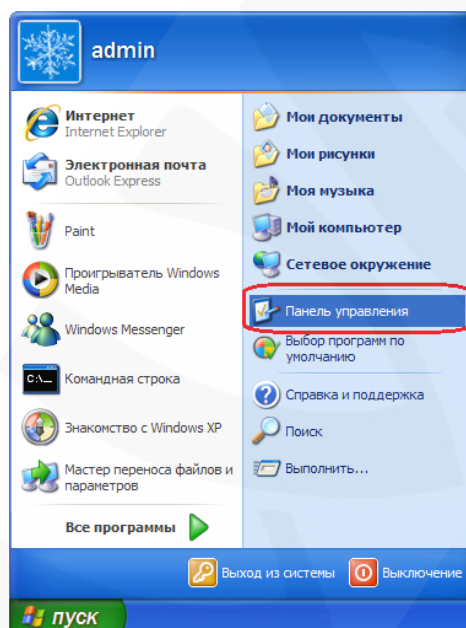 admin
Интернет
Internet Explorer
Электронная почта
Outlook Express
Paint
Проигрыватель Windows
Media
Windows Messenger
C:\_
Командная строка
Знакомство с Windows XP
Мастер переноса файлов и
параметров
Все программы
Мои документы
Мои рисунки
Моя музыка
Мой компьютер
Сетевое окружение
Панель управления
Выбор программ по
умолчанию
Справка и поддержка
Поиск
Выполнить...
Выход из системы
Выключение
пуск